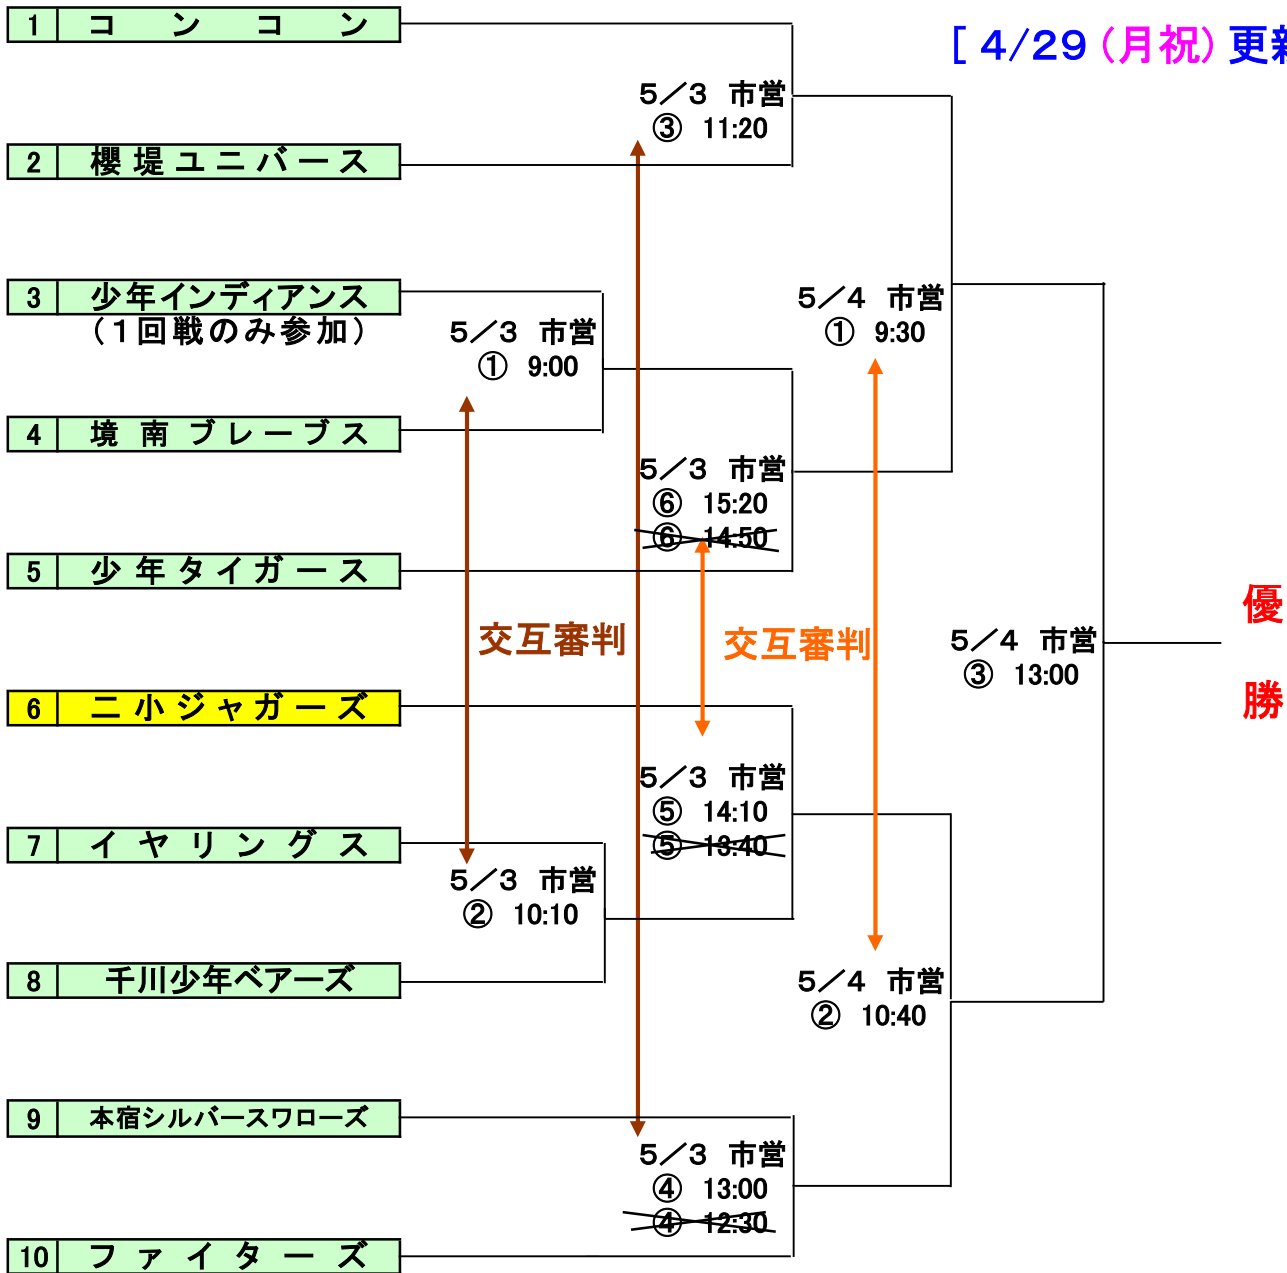 1 コンコン
[ 4/29 (月祝) 更新
5／3 市営
③ 11:20
2 櫻堤ユニバース
3 少年インディアンス
(１回戦のみ参加)
5／3 市営
① 9:00
5／4 市営
① 9:30
4 境南ブレーブス
5／3 市営
⑥ 15:20
⑥ 14:50
5 少年タイガース
交互審判
交互審判
5／4 市営
③ 13:00
優
勝
6 二小ジャガーズ
5／3 市営
⑤ 14:10
⑤ 13:40
7 イヤリングス
5／3 市営
② 10:10
8 千川少年ベアーズ
5／4 市営
② 10:40
9 本宿シルバースワローズ
5／3 市営
④ 13:00
④ 12:30
10 ファイターズ